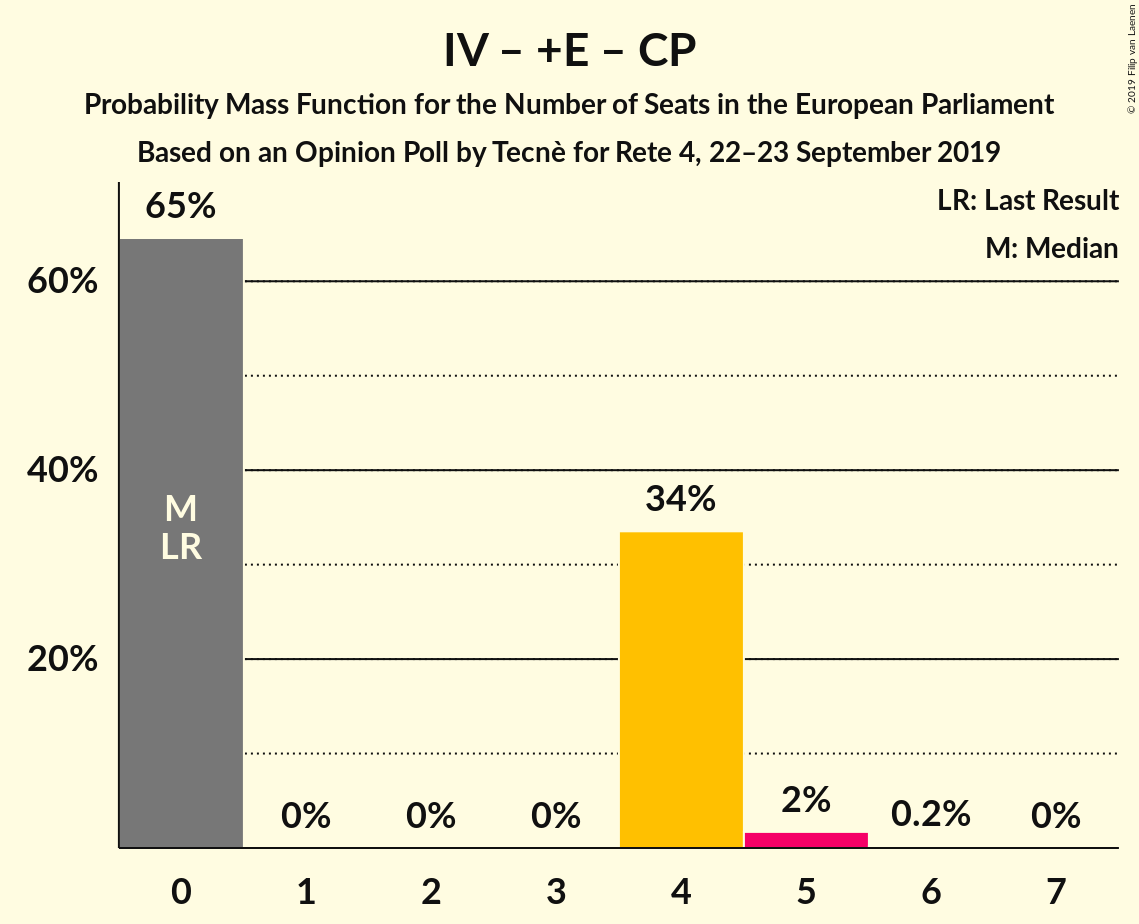 IV – +E – CP
Probability Mass Function for the Number of Seats in the European Parliament
Based on an Opinion Poll by Tecnè for Rete 4, 22–23 September 2019
© 2019 Filip van Laenen
LR: Last Result
M: Median
65%
60%
40%
20%
M
LR
0%
0%
0%
34%
2%
0.2%
0%
0
1
2
3
4
5
6
7